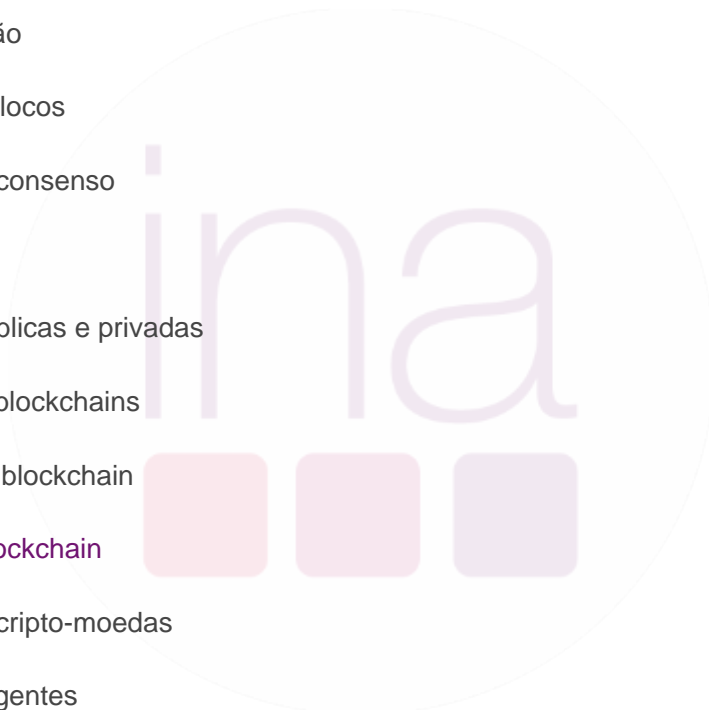 ão
locos
consenso
blicas e privadas
blockchains
blockchain
ockchain
cripto-moedas
gentes
ina